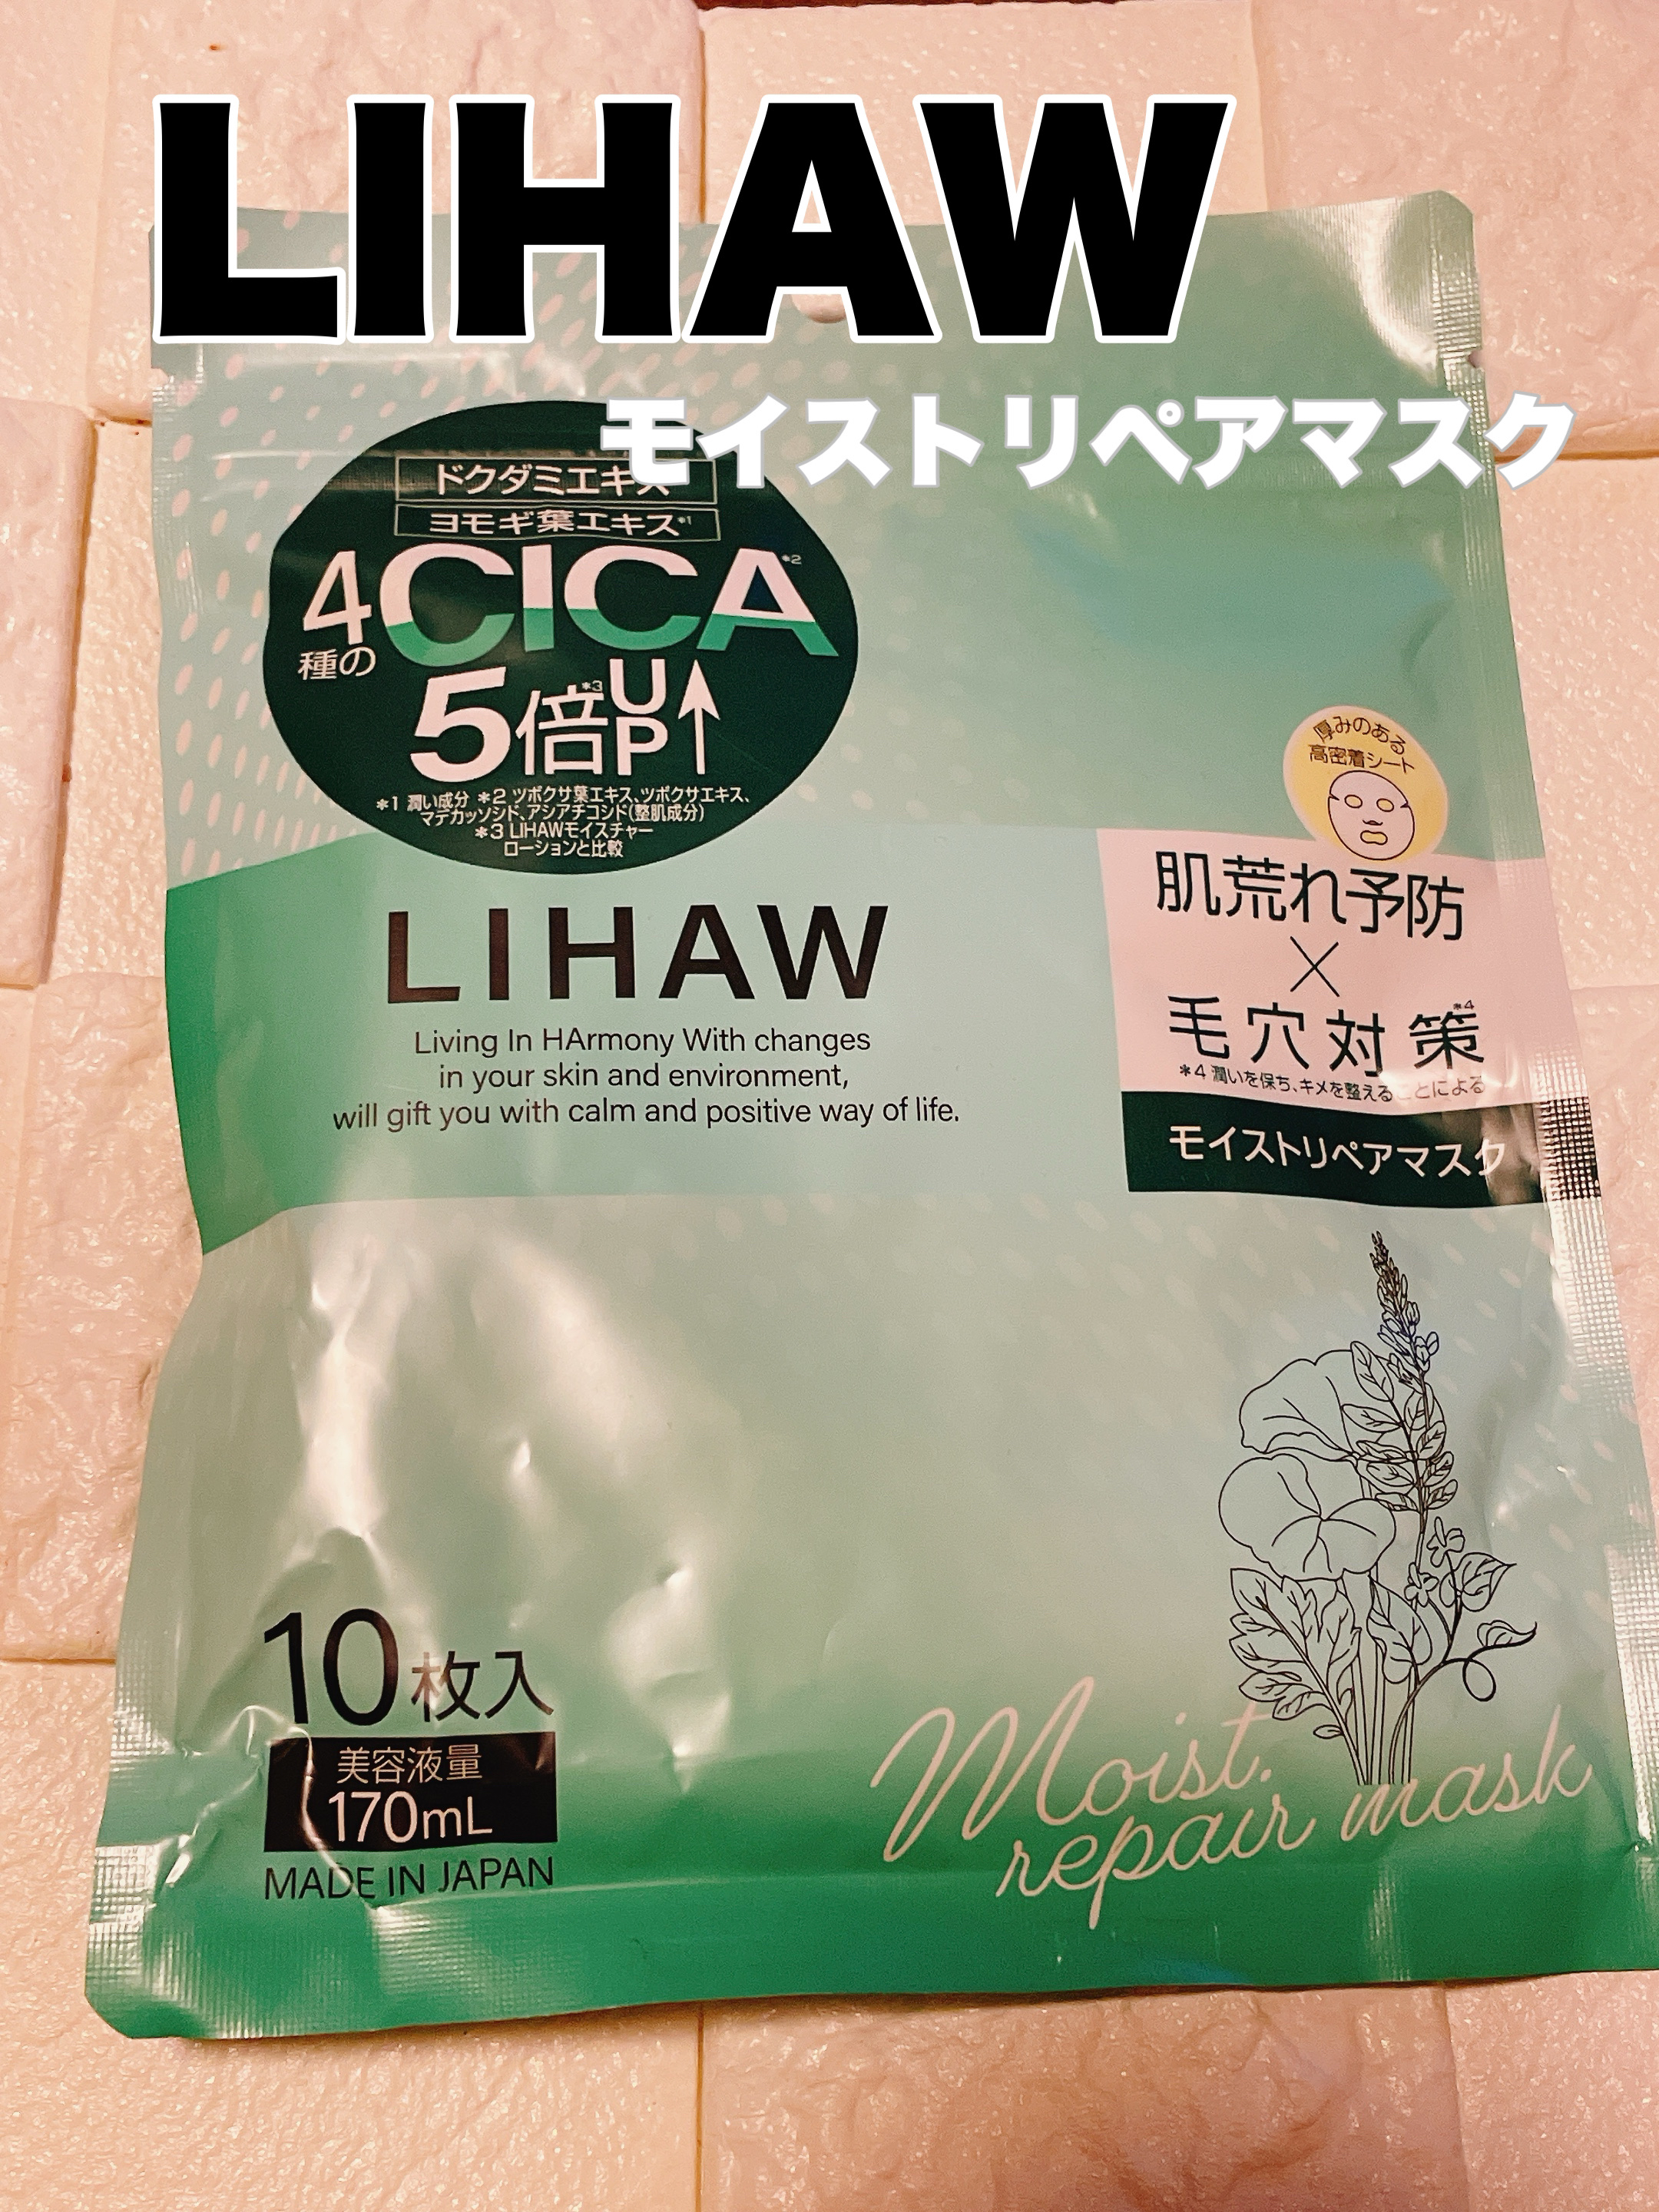 LIHAW
モイストリペアマスク
ドクダミエキス
ヨモギ葉エキス*1
4種のCICA*2
5倍*3UP↑
*1 潤い成分 *2 ツボクサ葉エキス、ツボクサエキス、
マデカッソシド、アシアチコシド(整肌成分)
*3 LIHAWモイスチャー
ローションと比較
厚みのある
高密着シート
肌荒れ予防
×
毛穴対策*4
*4 潤いを保ち、キメを整えることによる
モイストリペアマスク
LIHAW
Living In HArmony With changes
in your skin and environment,
will gift you with calm and positive way of life.
10枚入
美容液量
170mL
MADE IN JAPAN
Moist.
repair mask